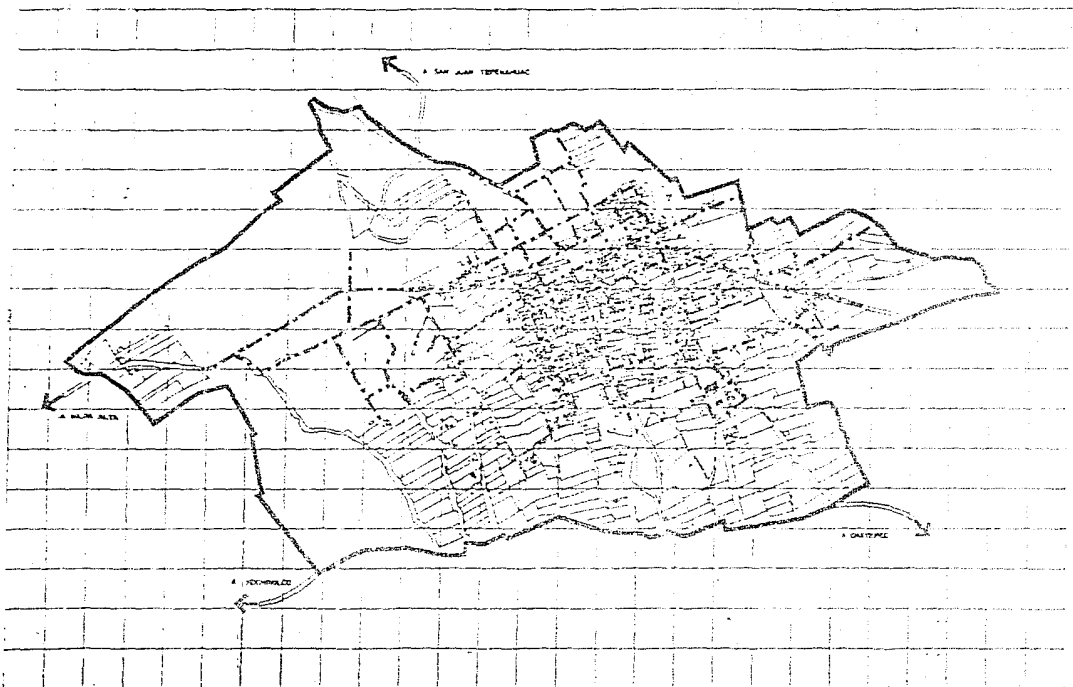 A SAN JUAN TEPENAHUAC
A MILPA ALTA
A OAXTEPEC
A XOCHIMILCO